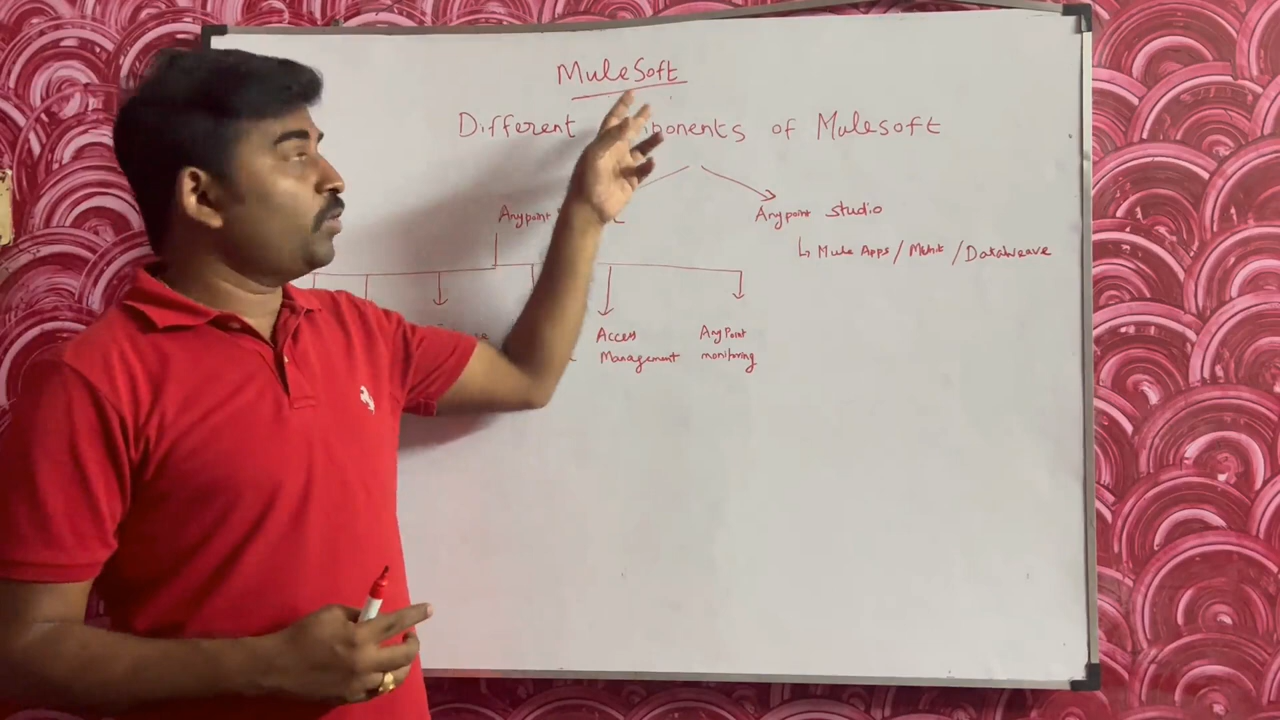 MuleSoft
Different ponents of Mulesoft
Anypoint
Anypoint studio
Mule Apps / Munit / DataWeave
Access
Management
AnyPoint
monitoring